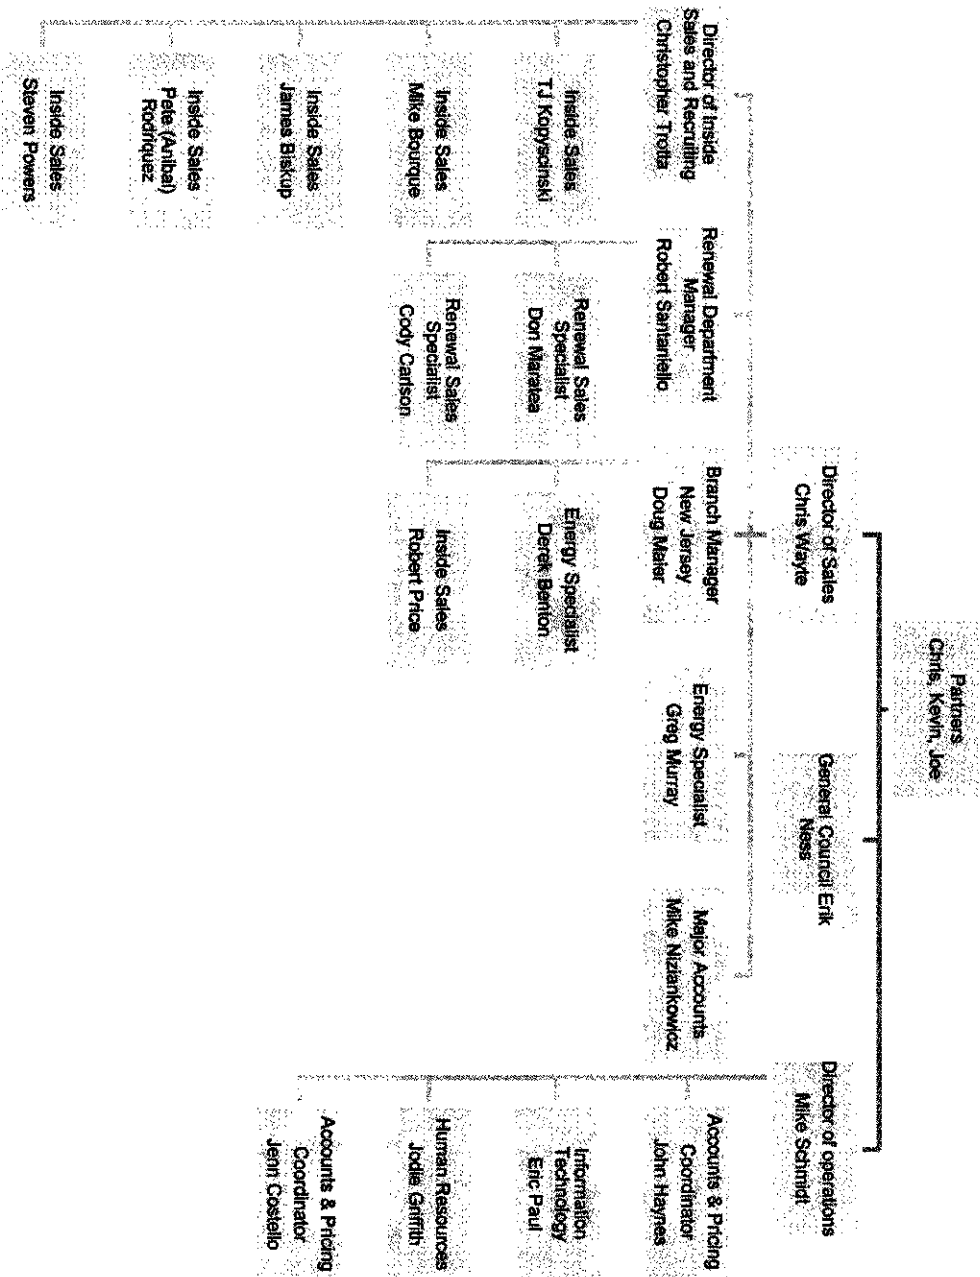 Partners
Chris, Kevin, Joe
Director of Sales
Chris Wayte
General Council Erik
Ness
Director of operations
Mike Schmidt
Director of Inside
Sales and Recruiting
Christopher Trotta
Renewal Department
Manager
Robert Santaniello
Branch Manager
New Jersey
Doug Maler
Energy Specialist
Greg Murray
Major Accounts
Mike Niziankowicz
Accounts & Pricing
Coordinator
John Haynes
Inside Sales
TJ Kopyscinski
Renewal Sales
Specialist
Don Maratea
Energy Specialist
Derek Benton
Information
Technology
Eric Paul
Inside Sales
Mike Bourque
Renewal Sales
Specialist
Cody Carlson
Inside Sales
Robert Price
Human Resources
Jodie Griffith
Inside Sales
James Biskup
Accounts & Pricing
Coordinator
Jenn Costello
Inside Sales
Pete (Anibal)
Rodriquez
Inside Sales
Steven Powers